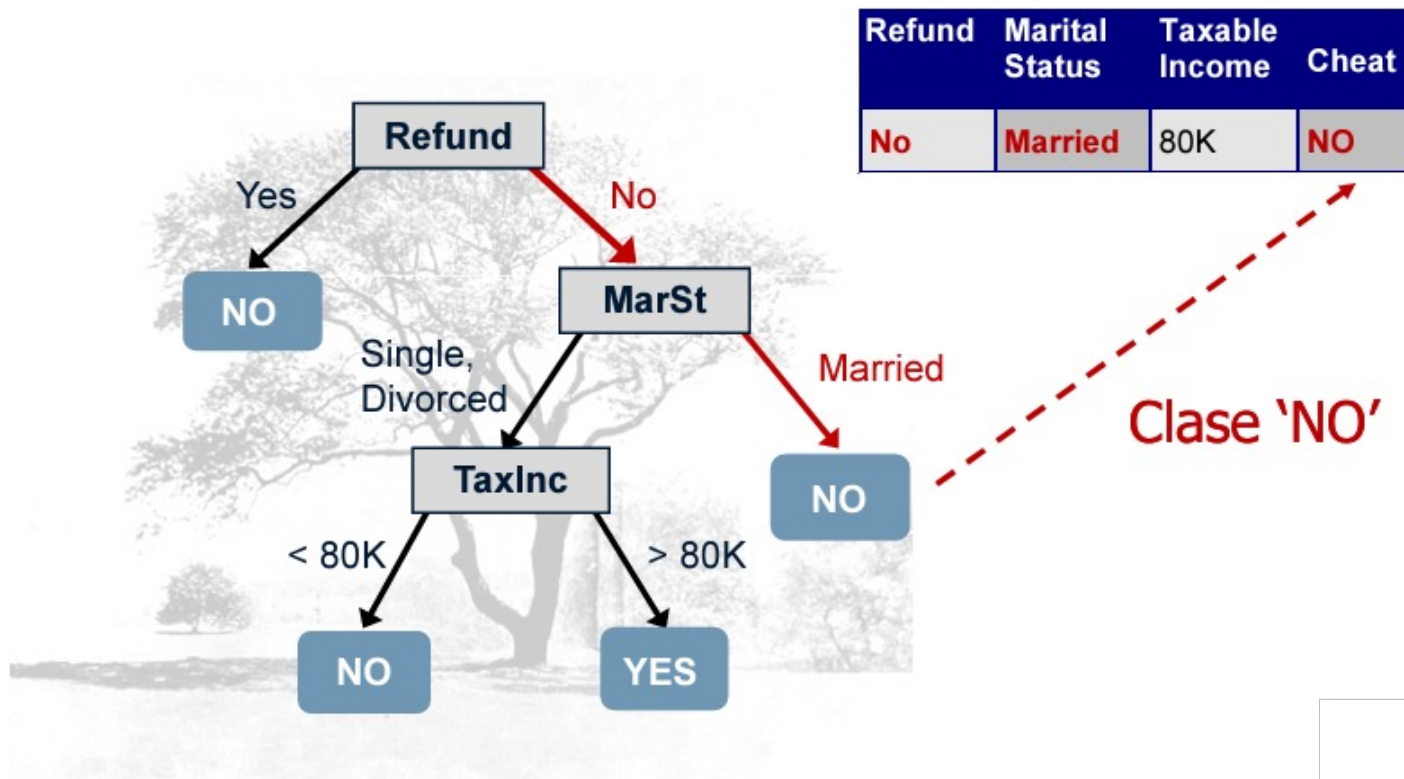 Refund Marital Status Taxable Income Cheat
No Married 80K NO
Refund
Yes
No
NO
MarSt
Single,
Divorced
Married
Clase ‘NO’
TaxInc
NO
< 80K
> 80K
NO
YES